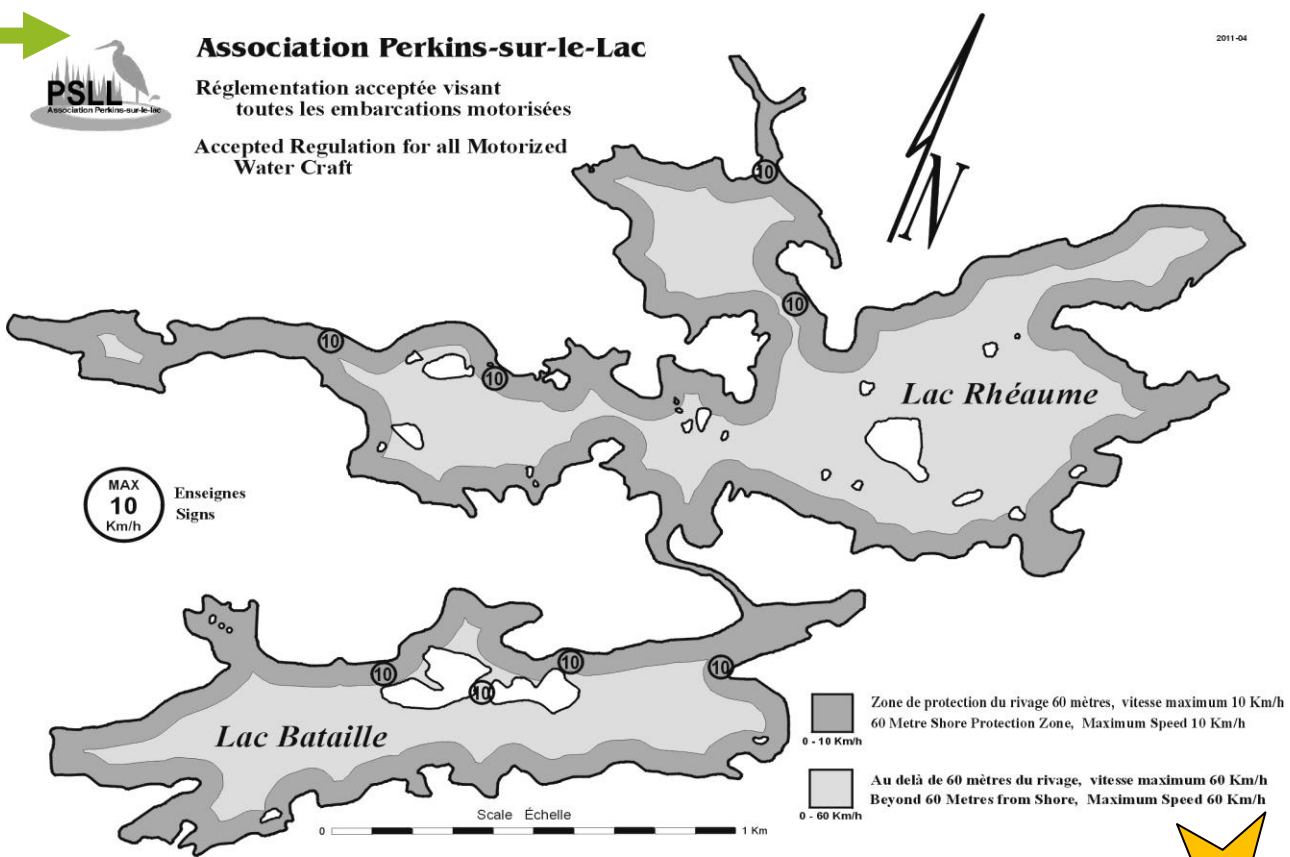 Association Perkins-sur-le-Lac
2011-04
PSLL
Association Perkins-sur-le-lac
Réglementation acceptée visant
toutes les embarcations motorisées
Accepted Regulation for all Motorized
Water Craft
N
10
10
10
10
Lac Rhéaume
MAX
10
Km/h
Enseignes
Signs
10
10
10
10
Lac Bataille
0 - 10 Km/h
Zone de protection du rivage 60 mètres, vitesse maximum 10 Km/h
60 Metre Shore Protection Zone, Maximum Speed 10 Km/h
0 - 60 Km/h
Au delà de 60 mètres du rivage, vitesse maximum 60 Km/h
Beyond 60 Metres from Shore, Maximum Speed 60 Km/h
Scale Échelle
0 1 Km